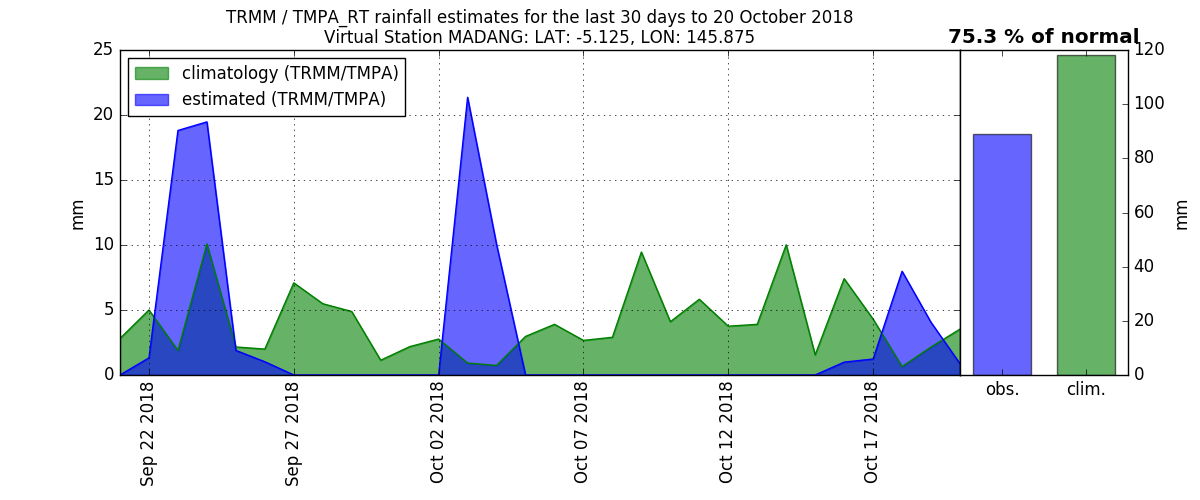 TRMM / TMPA_RT rainfall estimates for the last 30 days to 20 October 2018
Virtual Station MADANG: LAT: -5.125, LON: 145.875
75.3 % of normal
climatology (TRMM/TMPA)
estimated (TRMM/TMPA)
25
20
15
10
5
0
mm
Sep 22 2018
Sep 27 2018
Oct 02 2018
Oct 07 2018
Oct 12 2018
Oct 17 2018
obs.
clim.
120
100
80
60
40
20
0
mm